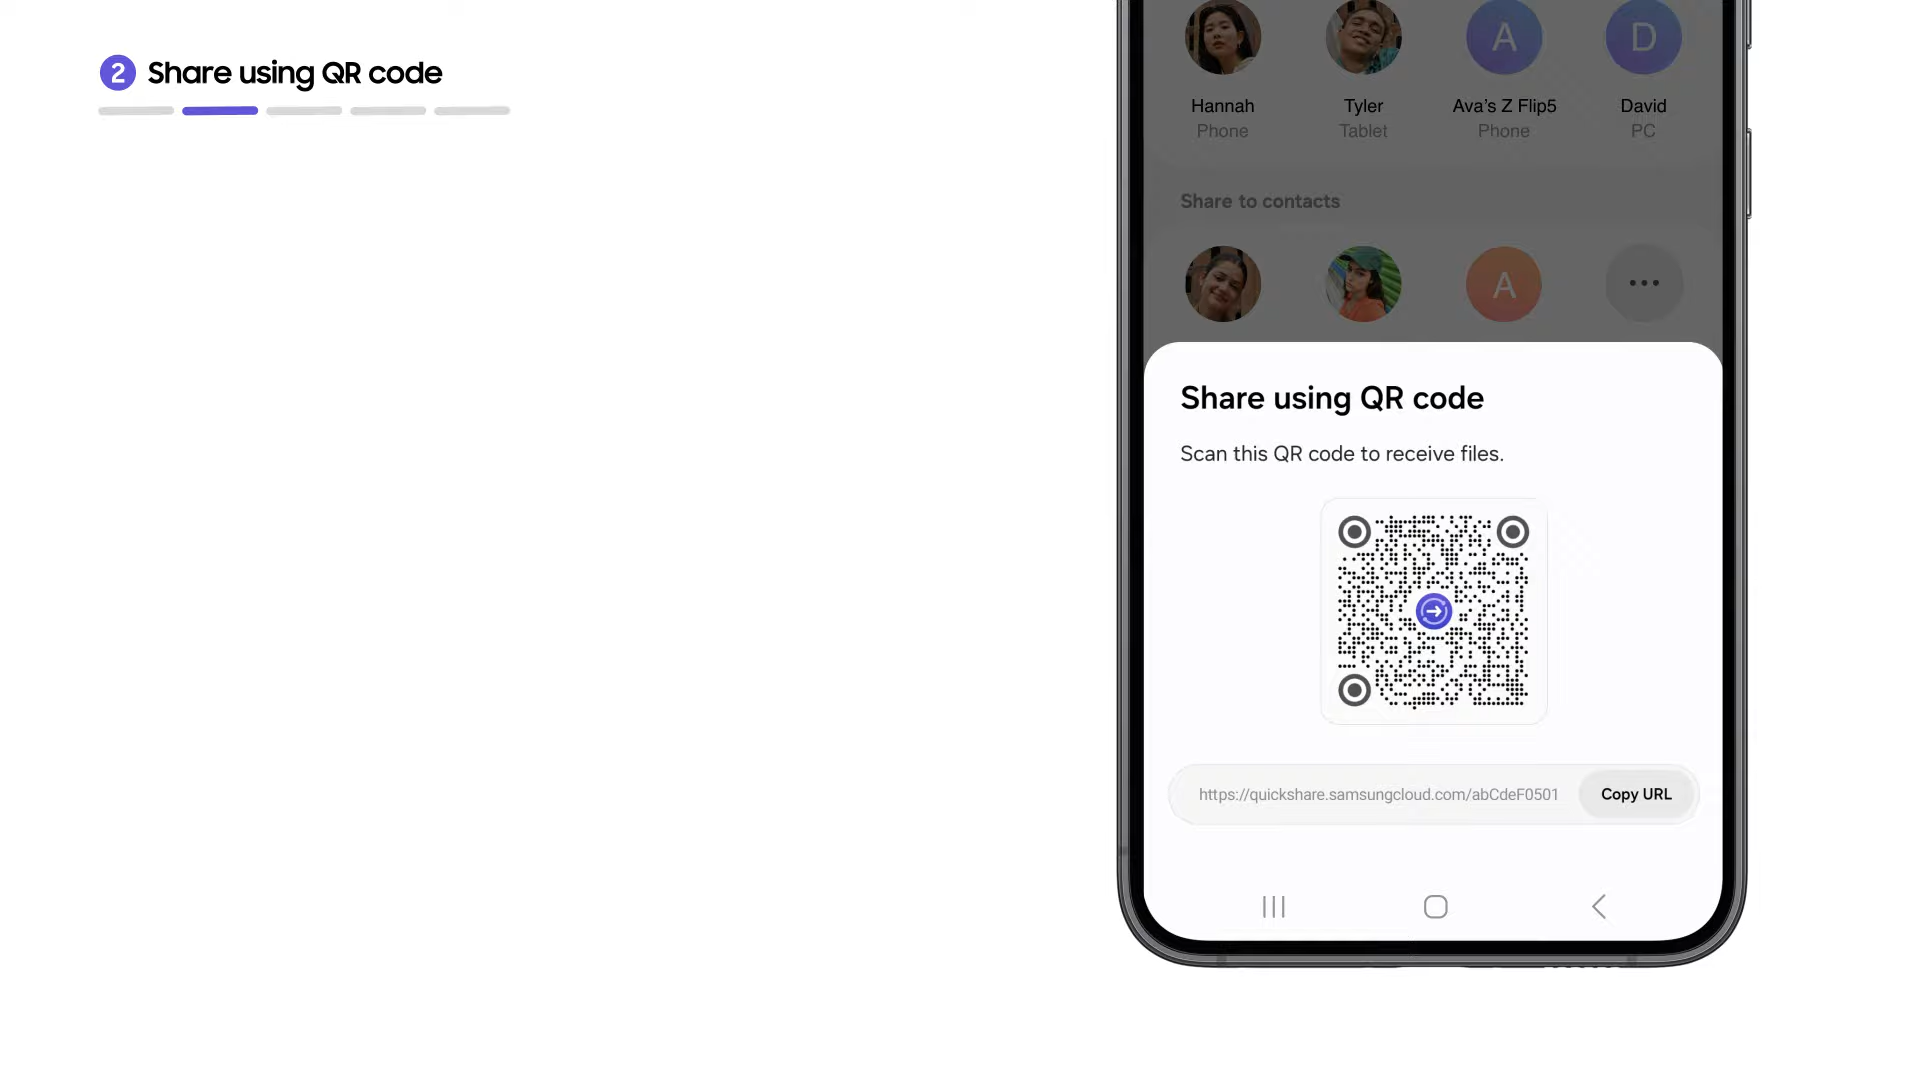 2 Share using QR code
A
D
Hannah
Tyler
Ava's Z Flip5
David
Phone
Tablet
Phone
PC
Share to contacts
A
Share using QR code
Scan this QR code to receive files.
https://quickshare.samsungcloud.com/abCdeF0501
Copy URL